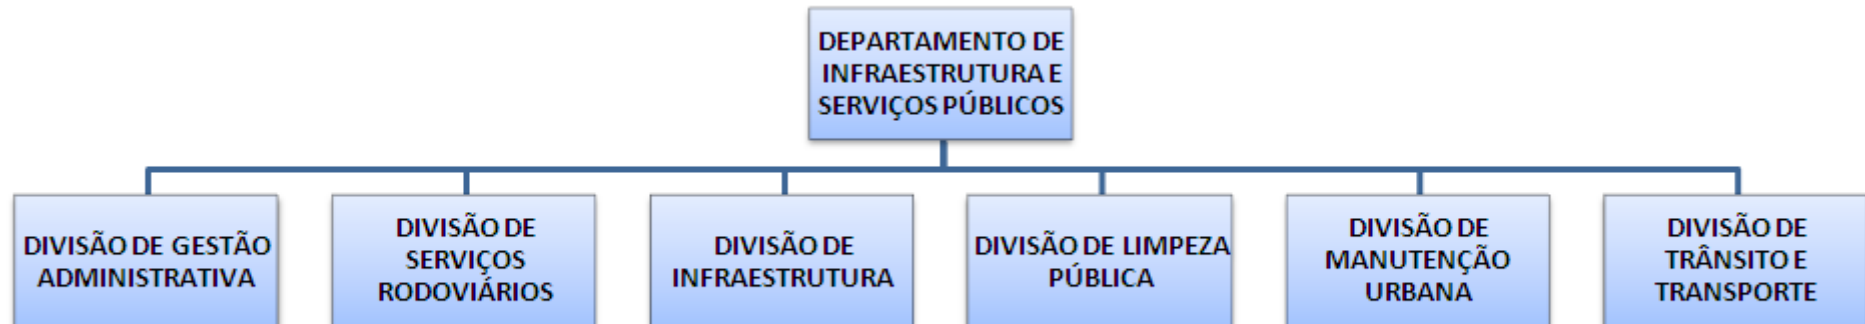 DEPARTAMENTO DE
INFRAESTRUTURA E
SERVIÇOS PÚBLICOS
DIVISÃO DE GESTÃO
ADMINISTRATIVA
DIVISÃO DE
SERVIÇOS
RODOVIÁRIOS
DIVISÃO DE
INFRAESTRUTURA
DIVISÃO DE LIMPEZA
PÚBLICA
DIVISÃO DE
MANUTENÇÃO
URBANA
DIVISÃO DE
TRÂNSITO E
TRANSPORTE